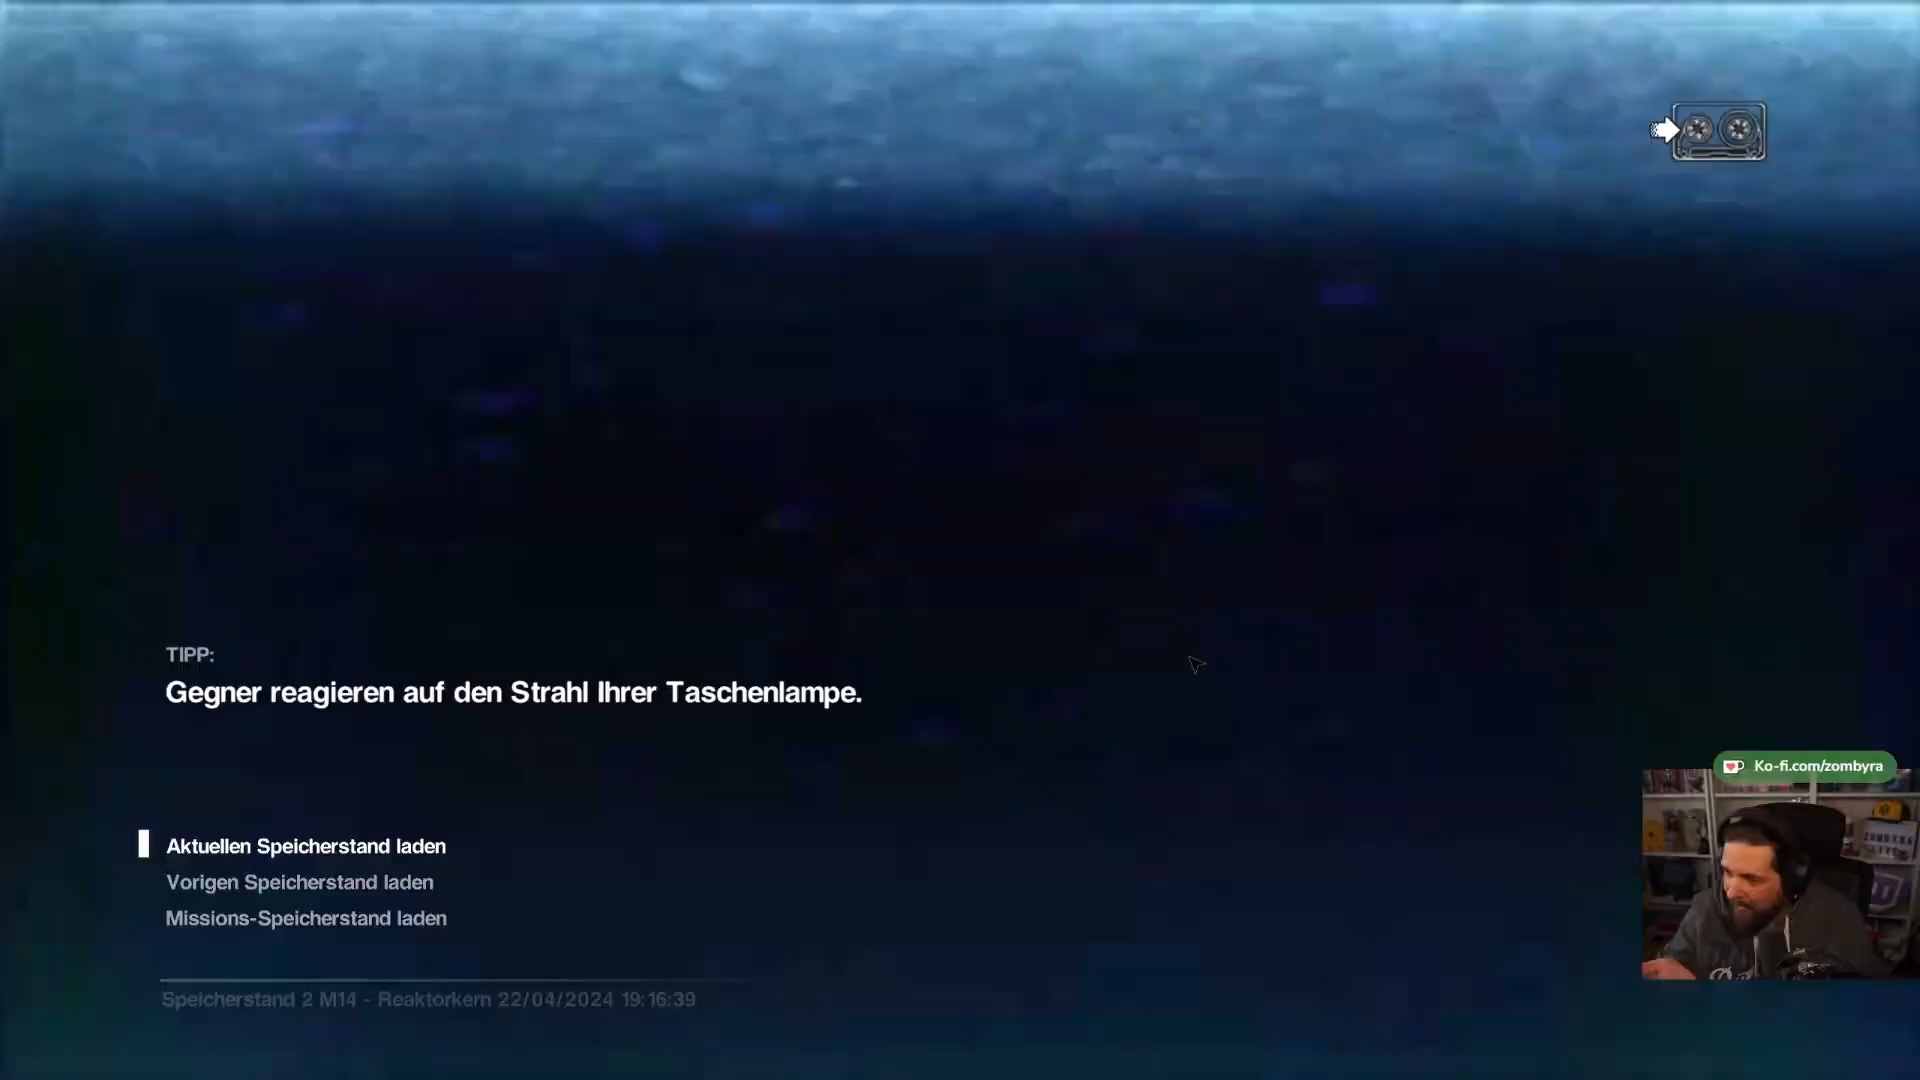 TIPP:
Gegner reagieren auf den Strahl Ihrer Taschenlampe.
Ko-fi.com/zombyra
Aktuellen Speicherstand laden
Vorigen Speicherstand laden
Missions-Speicherstand laden
Speicherstand 2 M14 - Reaktorkern 22/04/2024 19:16:39